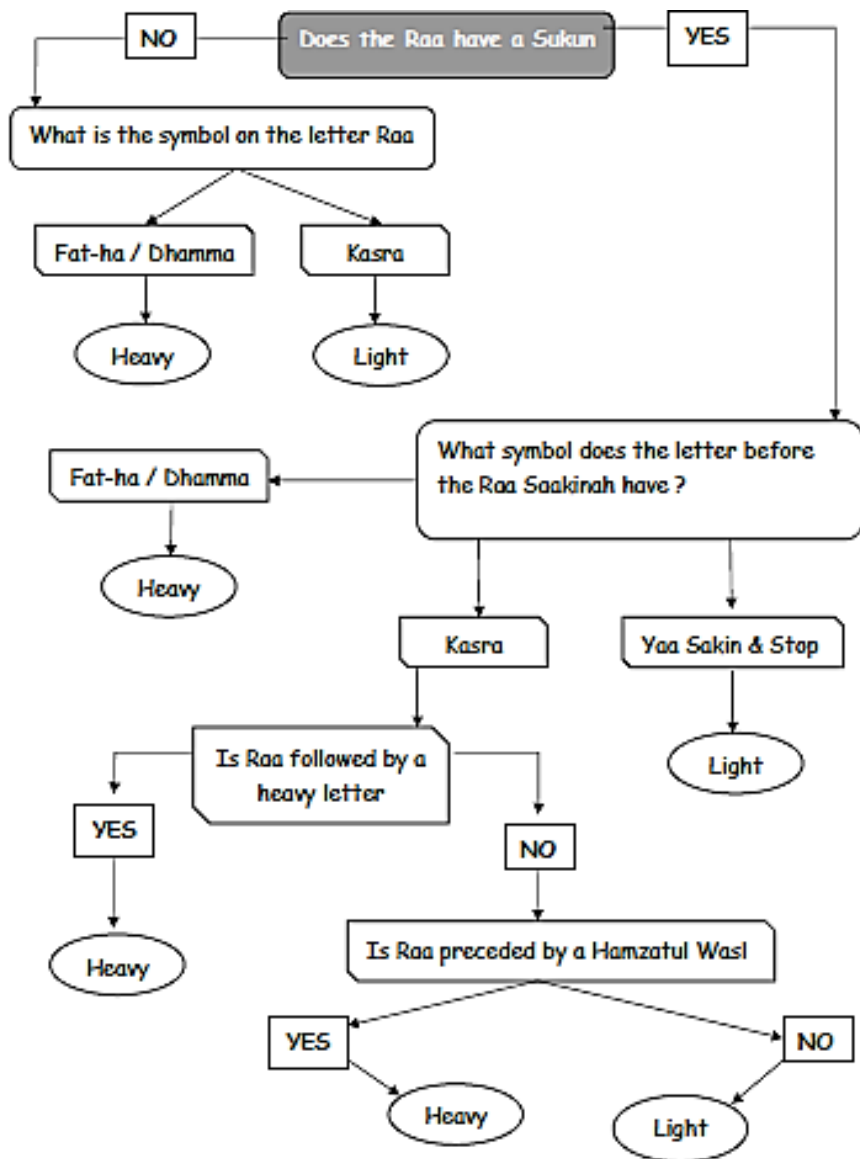 NO
Does the Raa have a Sukun
YES
What is the symbol on the letter Raa
Fat-ha / Dhamma
Kasra
Heavy
Light
What symbol does the letter before
the Raa Saakinah have ?
Fat-ha / Dhamma
Heavy
Kasra
Yaa Sakin & Stop
Light
Is Raa followed by a
heavy letter
YES
NO
Heavy
Is Raa preceded by a Hamzatul Wasl
YES
NO
Heavy
Light